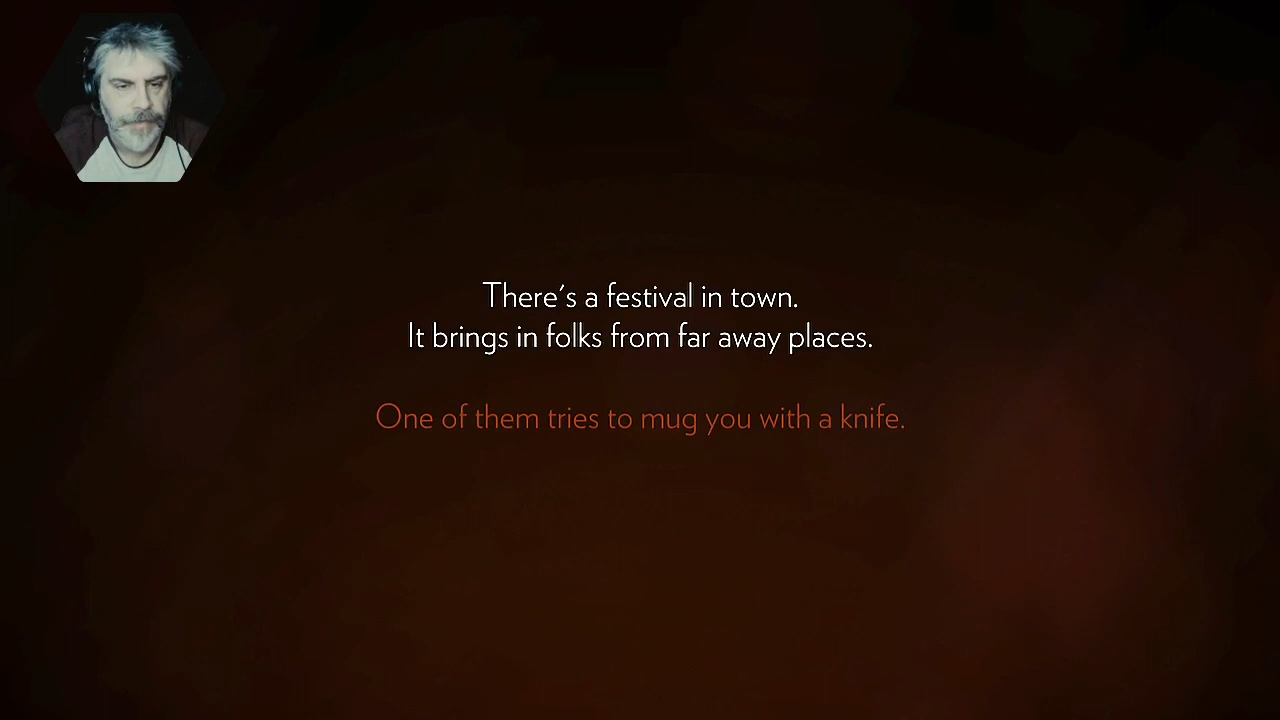 There's a festival in town.
It brings in folks from far away places.
One of them tries to mug you with a knife.